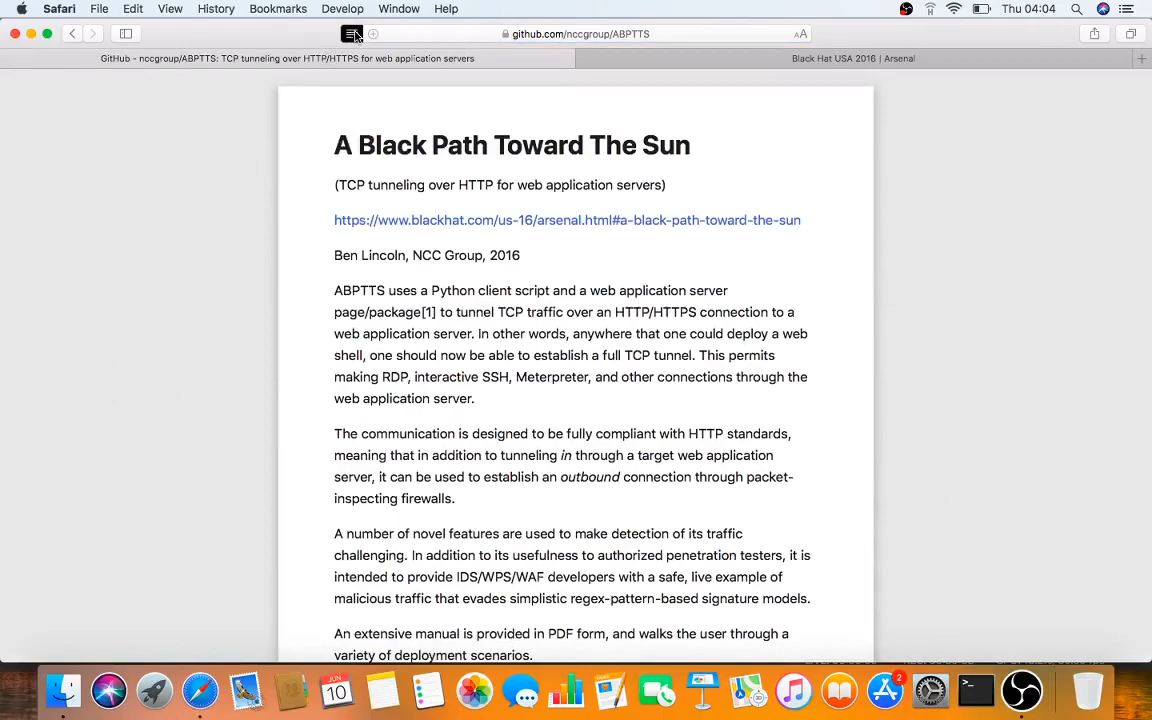 Safari File Edit View History Bookmarks Develop Window Help Thu 04:04
github.com/nccgroup/ABPTTS AA
GitHub - nccgroup/ABPTTS: TCP tunneling over HTTP/HTTPS for web application servers Black Hat USA 2016 | Arsenal
A Black Path Toward The Sun
(TCP tunneling over HTTP for web application servers)
https://www.blackhat.com/us-16/arsenal.html#a-black-path-toward-the-sun
Ben Lincoln, NCC Group, 2016
ABPTTS uses a Python client script and a web application server
page/package[1] to tunnel TCP traffic over an HTTP/HTTPS connection to a
web application server. In other words, anywhere that one could deploy a web
shell, one should now be able to establish a full TCP tunnel. This permits
making RDP, interactive SSH, Meterpreter, and other connections through the
web application server.
The communication is designed to be fully compliant with HTTP standards,
meaning that in addition to tunneling in through a target web application
server, it can be used to establish an outbound connection through packet-
inspecting firewalls.
A number of novel features are used to make detection of its traffic
challenging. In addition to its usefulness to authorized penetration testers, it is
intended to provide IDS/WPS/WAF developers with a safe, live example of
malicious traffic that evades simplistic regex-pattern-based signature models.
An extensive manual is provided in PDF form, and walks the user through a
variety of deployment scenarios.
JUN
10
2